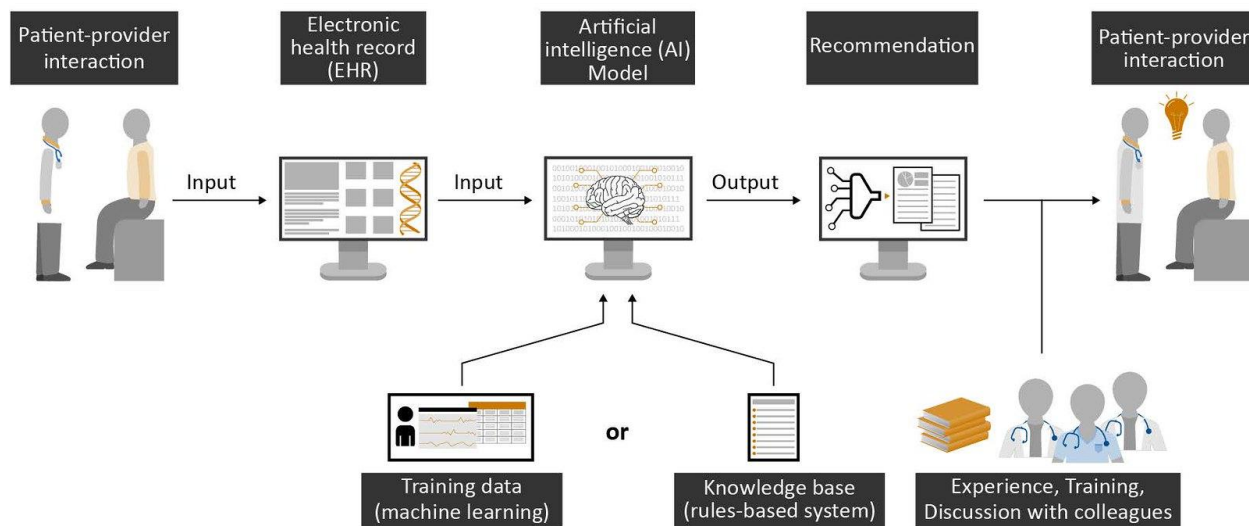 Patient-provider
interaction
Electronic
health record
(EHR)
Artificial
intelligence (AI)
Model
Recommendation
Patient-provider
interaction
Input
Input
Output
or
Training data
(machine learning)
Knowledge base
(rules-based system)
Experience, Training,
Discussion with colleagues